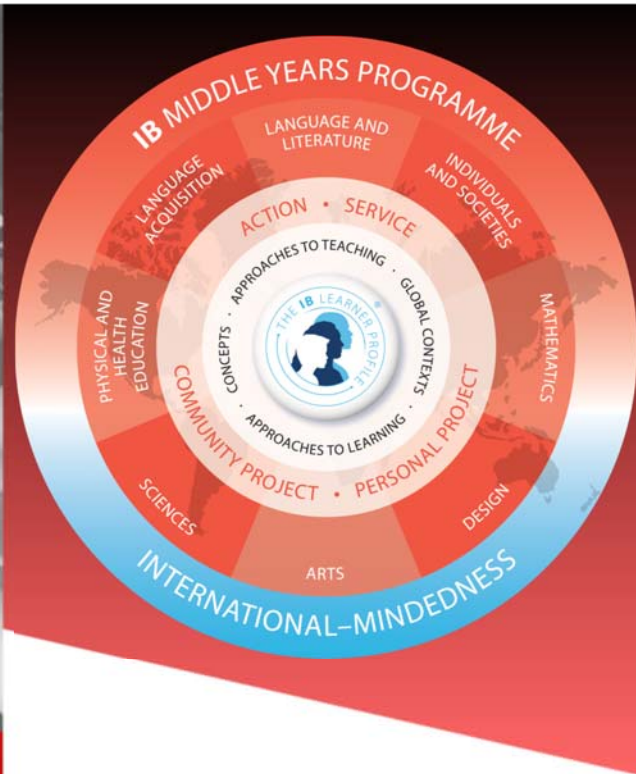 IB MIDDLE YEARS PROGRAMME
LANGUAGE AND
LITERATURE
LANGUAGE
ACQUISITION
INDIVIDUALS
AND SOCIETIES
PHYSICAL AND
HEALTH
EDUCATION
MATHEMATICS
SCIENCES
DESIGN
ARTS
ACTION • SERVICE
COMMUNITY PROJECT • PERSONAL PROJECT
APPROACHES TO TEACHING · GLOBAL CONTEXTS ·
APPROACHES TO LEARNING · CONCEPTS ·
THE IB LEARNER PROFILE ®
INTERNATIONAL–MINDEDNESS